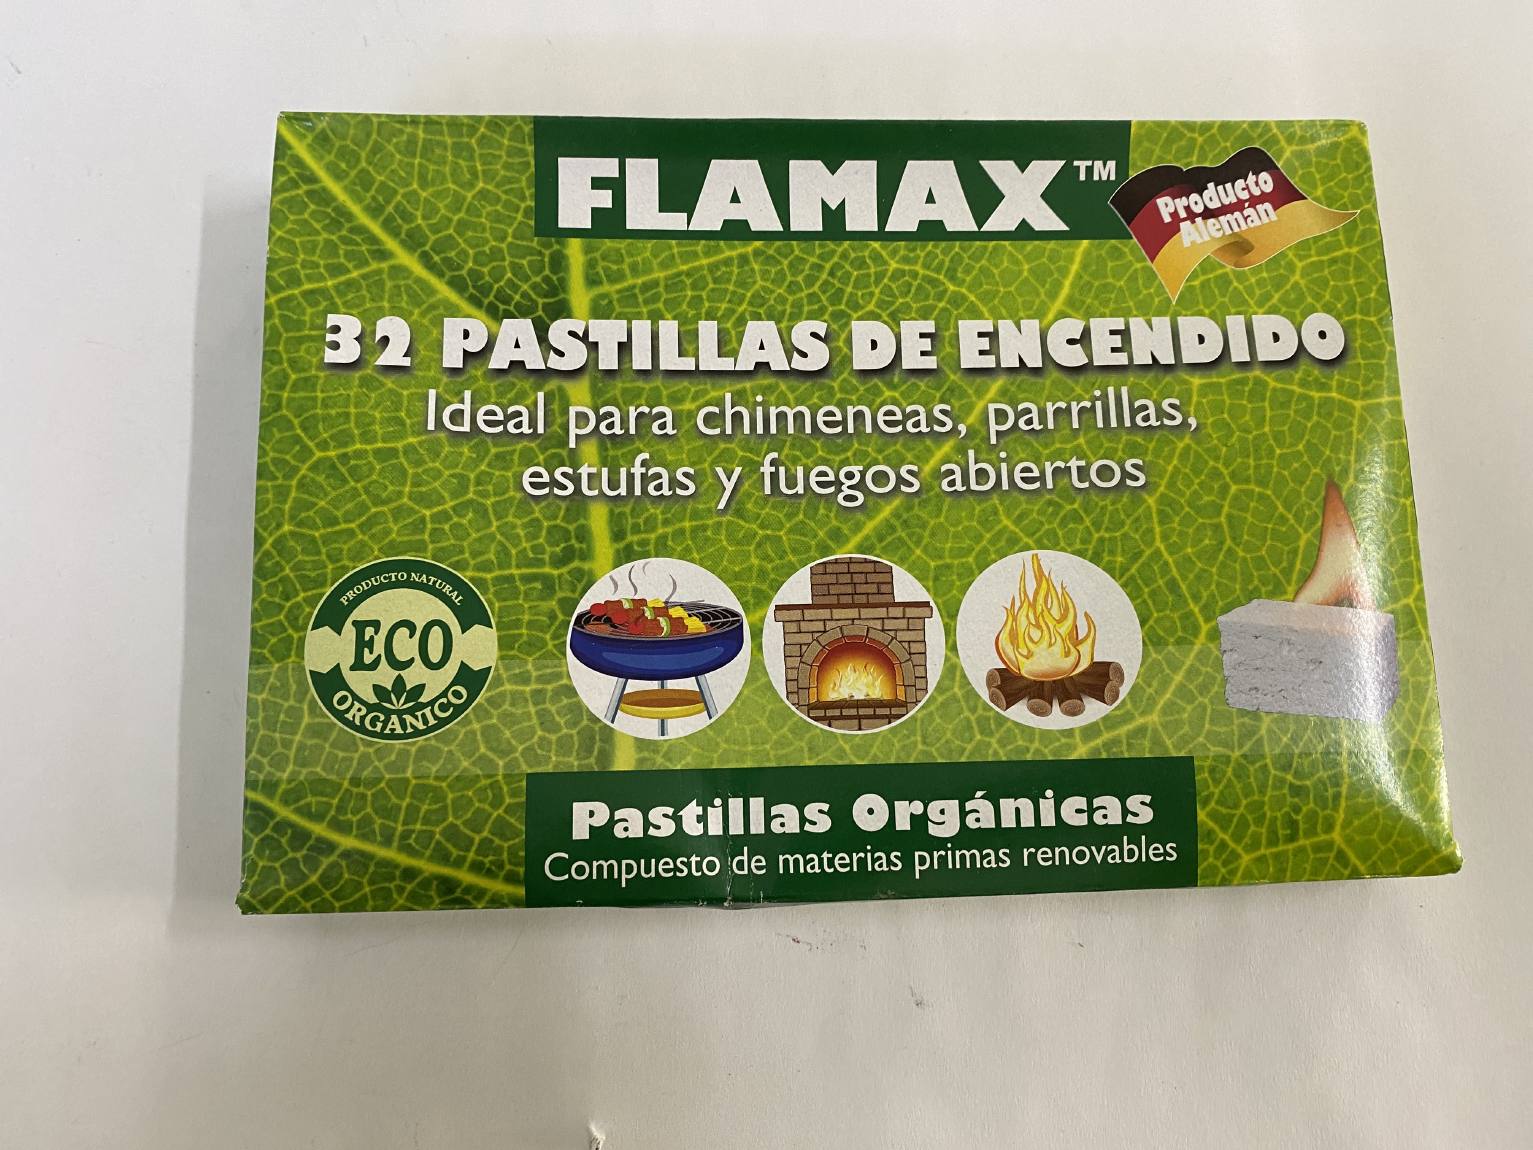 FLAMAX™
Producto
Alemán
32 PASTILLAS DE ENCENDIDO
Ideal para chimeneas, parrillas,
estufas y fuegos abiertos
PRODUCTO NATURAL
ECO
ORGANICO
Pastillas Orgánicas
Compuesto de materias primas renovables